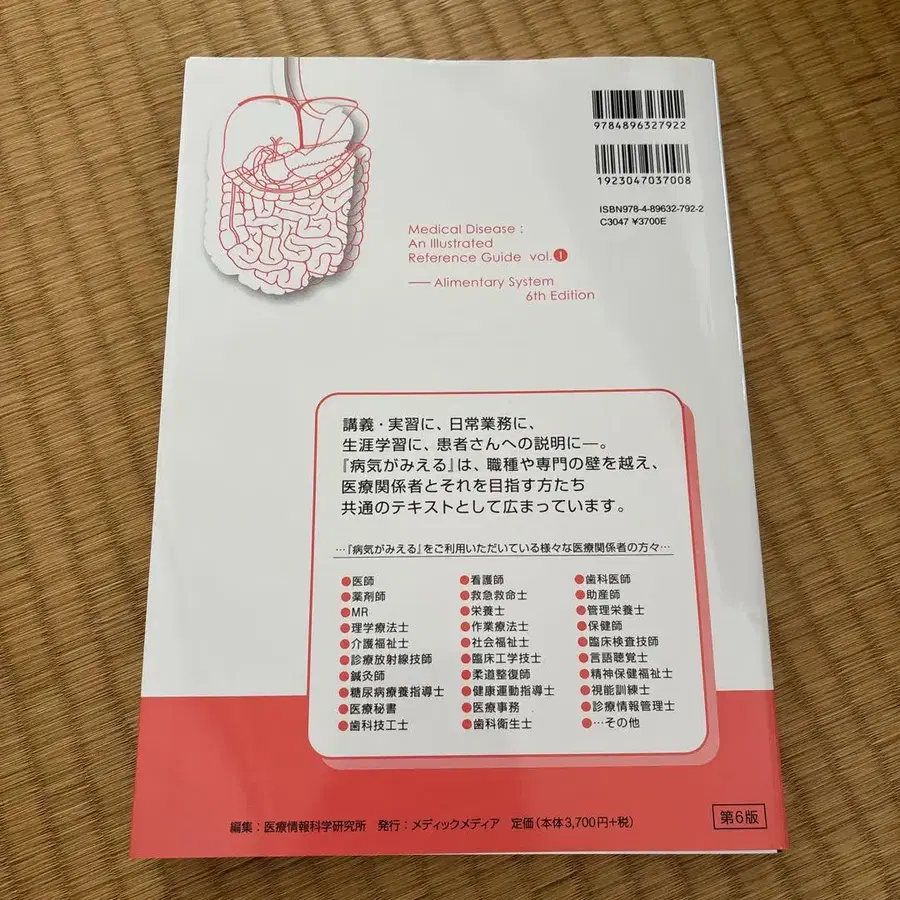 9784896327922
1923047037008
ISBN978-4-89632-792-2
C3047 ¥3700E
Medical Disease :
An Illustrated
Reference Guide vol.1
— Alimentary System
6th Edition
講義・実習に、日常業務に、
生涯学習に、患者さんへの説明に―。
『病気がみえる』は、職種や専門の壁を越え、
医療関係者とそれを目指す方たち
共通のテキストとして広まっています。
…『病気がみえる』をご利用いただいている様々な医療関係者の方々…
●医師 ●看護師 ●歯科医師
●薬剤師 ●救急救命士 ●助産師
●MR ●栄養士 ●管理栄養士
●理学療法士 ●作業療法士 ●保健師
●介護福祉士 ●社会福祉士 ●臨床検査技師
●診療放射線技師 ●臨床工学技士 ●言語聴覚士
●鍼灸師 ●柔道整復師 ●精神保健福祉士
●糖尿病療養指導士 ●健康運動指導士 ●視能訓練士
●医療秘書 ●医療事務 ●診療情報管理士
●歯科技工士 ●歯科衛生士 ●…その他
編集：医療情報科学研究所 発行：メディックメディア 定価（本体3,700円+税）
第6版